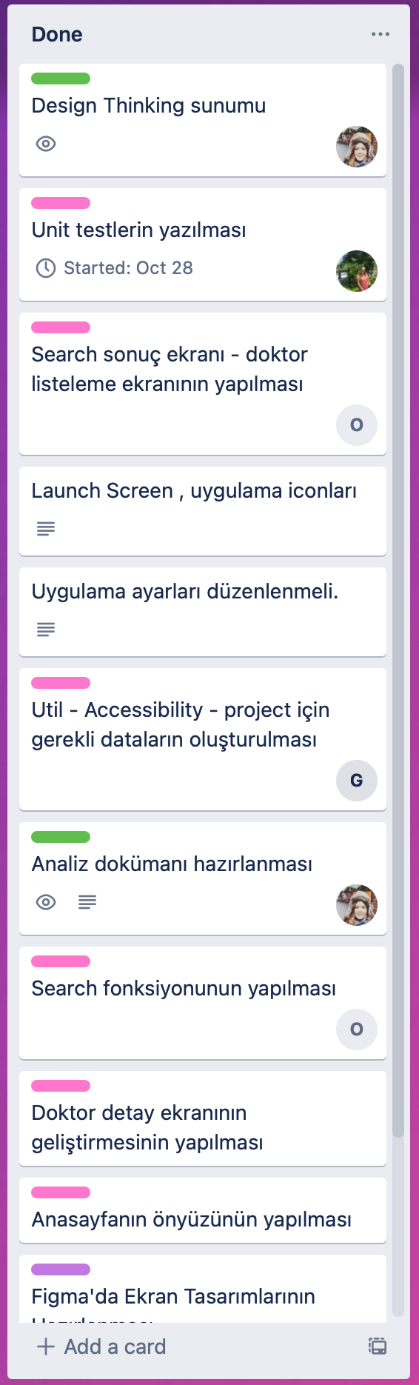 Done
Design Thinking sunumu
Unit testlerin yazılması
Started: Oct 28
Search sonuç ekranı - doktor
listeleme ekranının yapılması
O
Launch Screen , uygulama iconları
Uygulama ayarları düzenlenmeli.
Util - Accessibility - project için
gerekli dataların oluşturulması
G
Analiz dokümanı hazırlanması
Search fonksiyonunun yapılması
O
Doktor detay ekranının
geliştirmesinin yapılması
Anasayfanın önyüzünün yapılması
Figma'da Ekran Tasarımlarının
+ Add a card